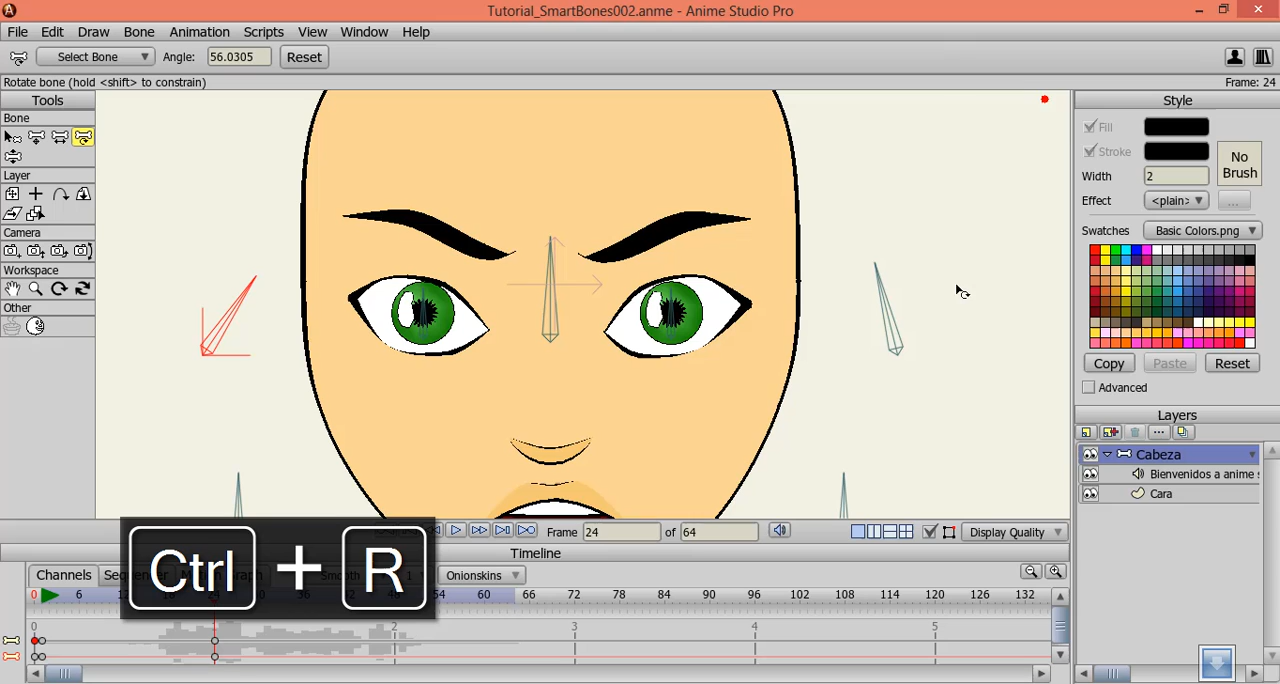 Tutorial_SmartBones002.anme - Anime Studio Pro
File Edit Draw Bone Animation Scripts View Window Help
Select Bone Angle: 56.0305 Reset
Rotate bone (hold <shift> to constrain) Frame: 24
Tools
Bone
Layer
Camera
Workspace
Other
Style
Fill
Stroke
No Brush
Width 2
Effect <plain> ...
Swatches Basic Colors.png
Copy Paste Reset
Advanced
Layers
Cabeza
Bienvenidos a anime s
Cara
Frame 24 of 64 Display Quality
Timeline
Channels Onionskins
0 6 24 36 48 54 60 66 72 78 84 90 96 102 108 114 120 126 132
0 2 3 4 5
Ctrl + R